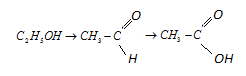 O O
C₂H₅OH → CH₃ – C → CH₃ – C
H OH